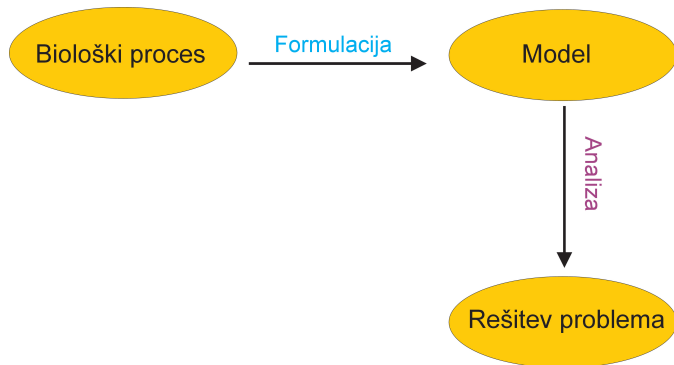 Biološki proces
Formulacija
Model
Analiza
Rešitev problema